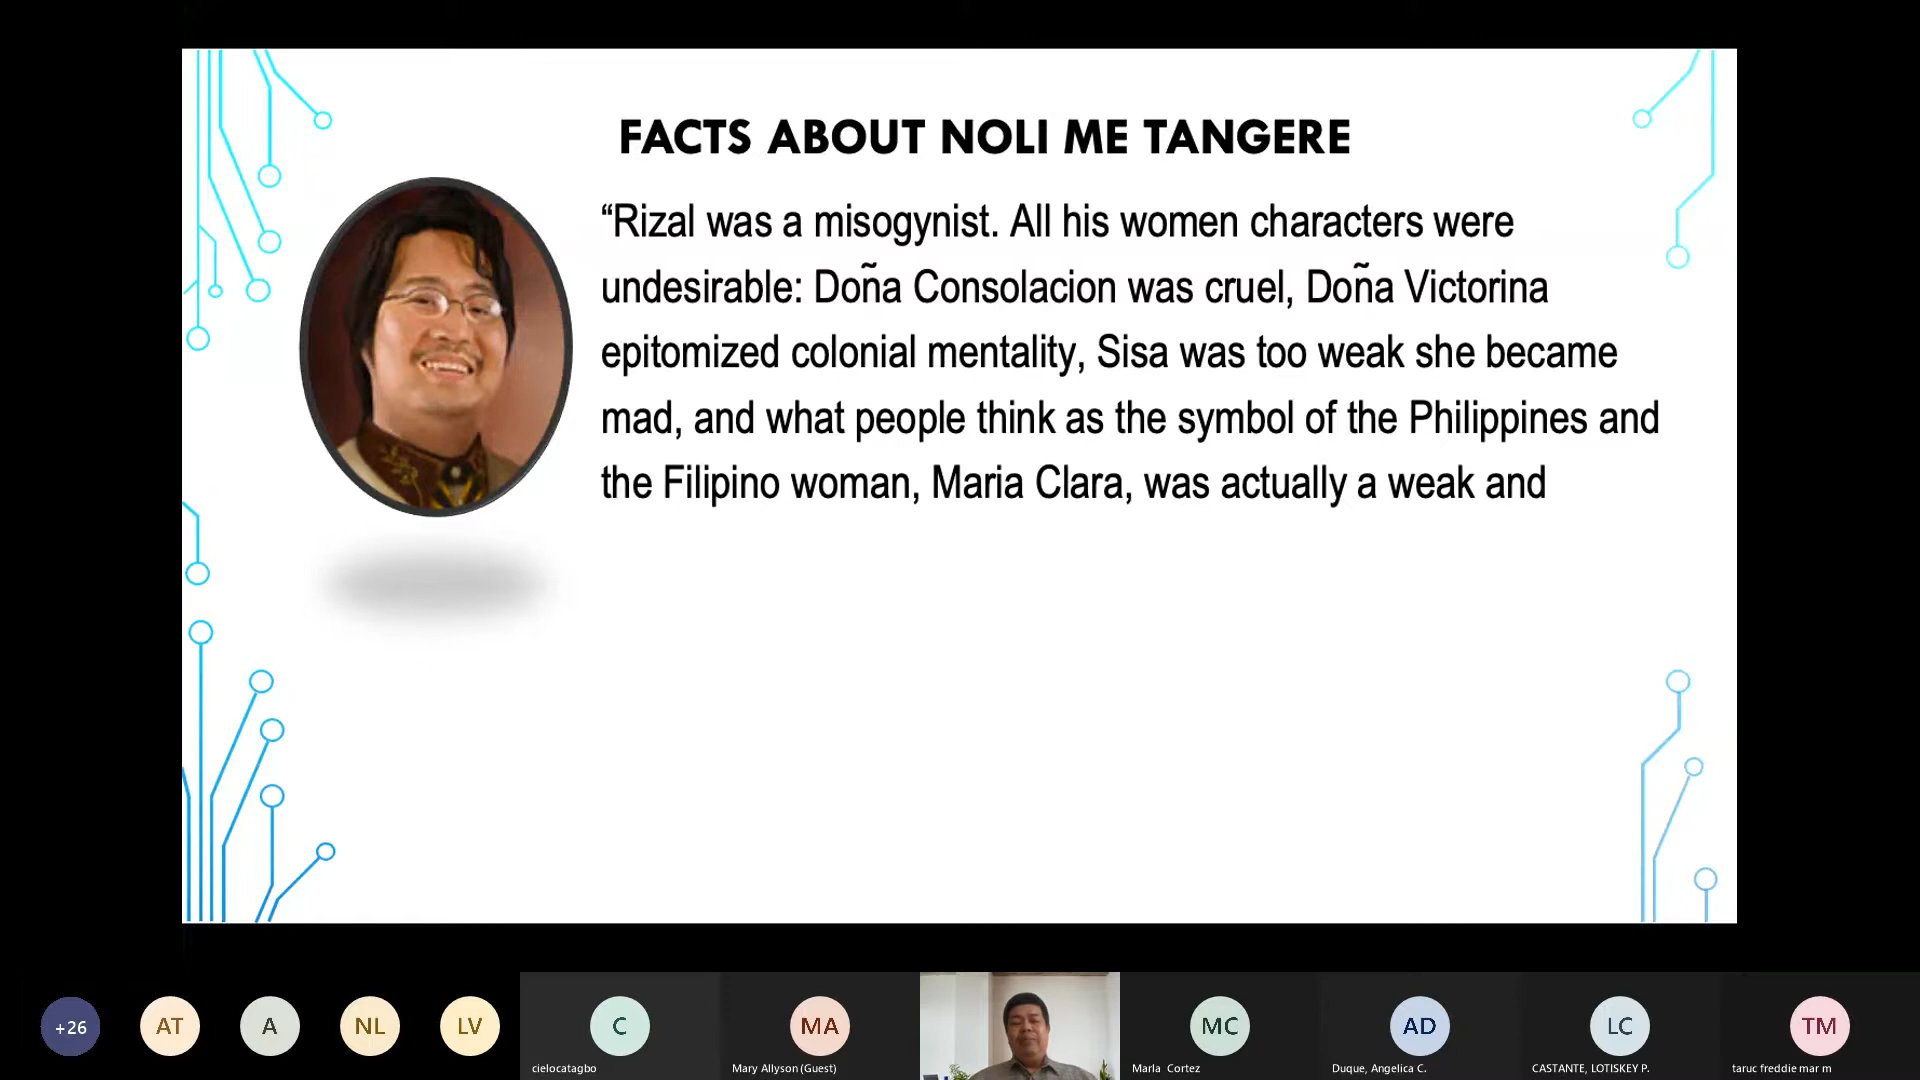 FACTS ABOUT NOLI ME TANGERE
“Rizal was a misogynist. All his women characters were
undesirable: Doña Consolacion was cruel, Doña Victorina
epitomized colonial mentality, Sisa was too weak she became
mad, and what people think as the symbol of the Philippines and
the Filipino woman, Maria Clara, was actually a weak and
+26
AT
A
NL
LV
C
MA
MC
AD
LC
TM
cielocatagbo
Mary Allyson (Guest)
Marla Cortez
Duque, Angelica C.
CASTANTE, LOTISKEY P.
taruc freddie mar m